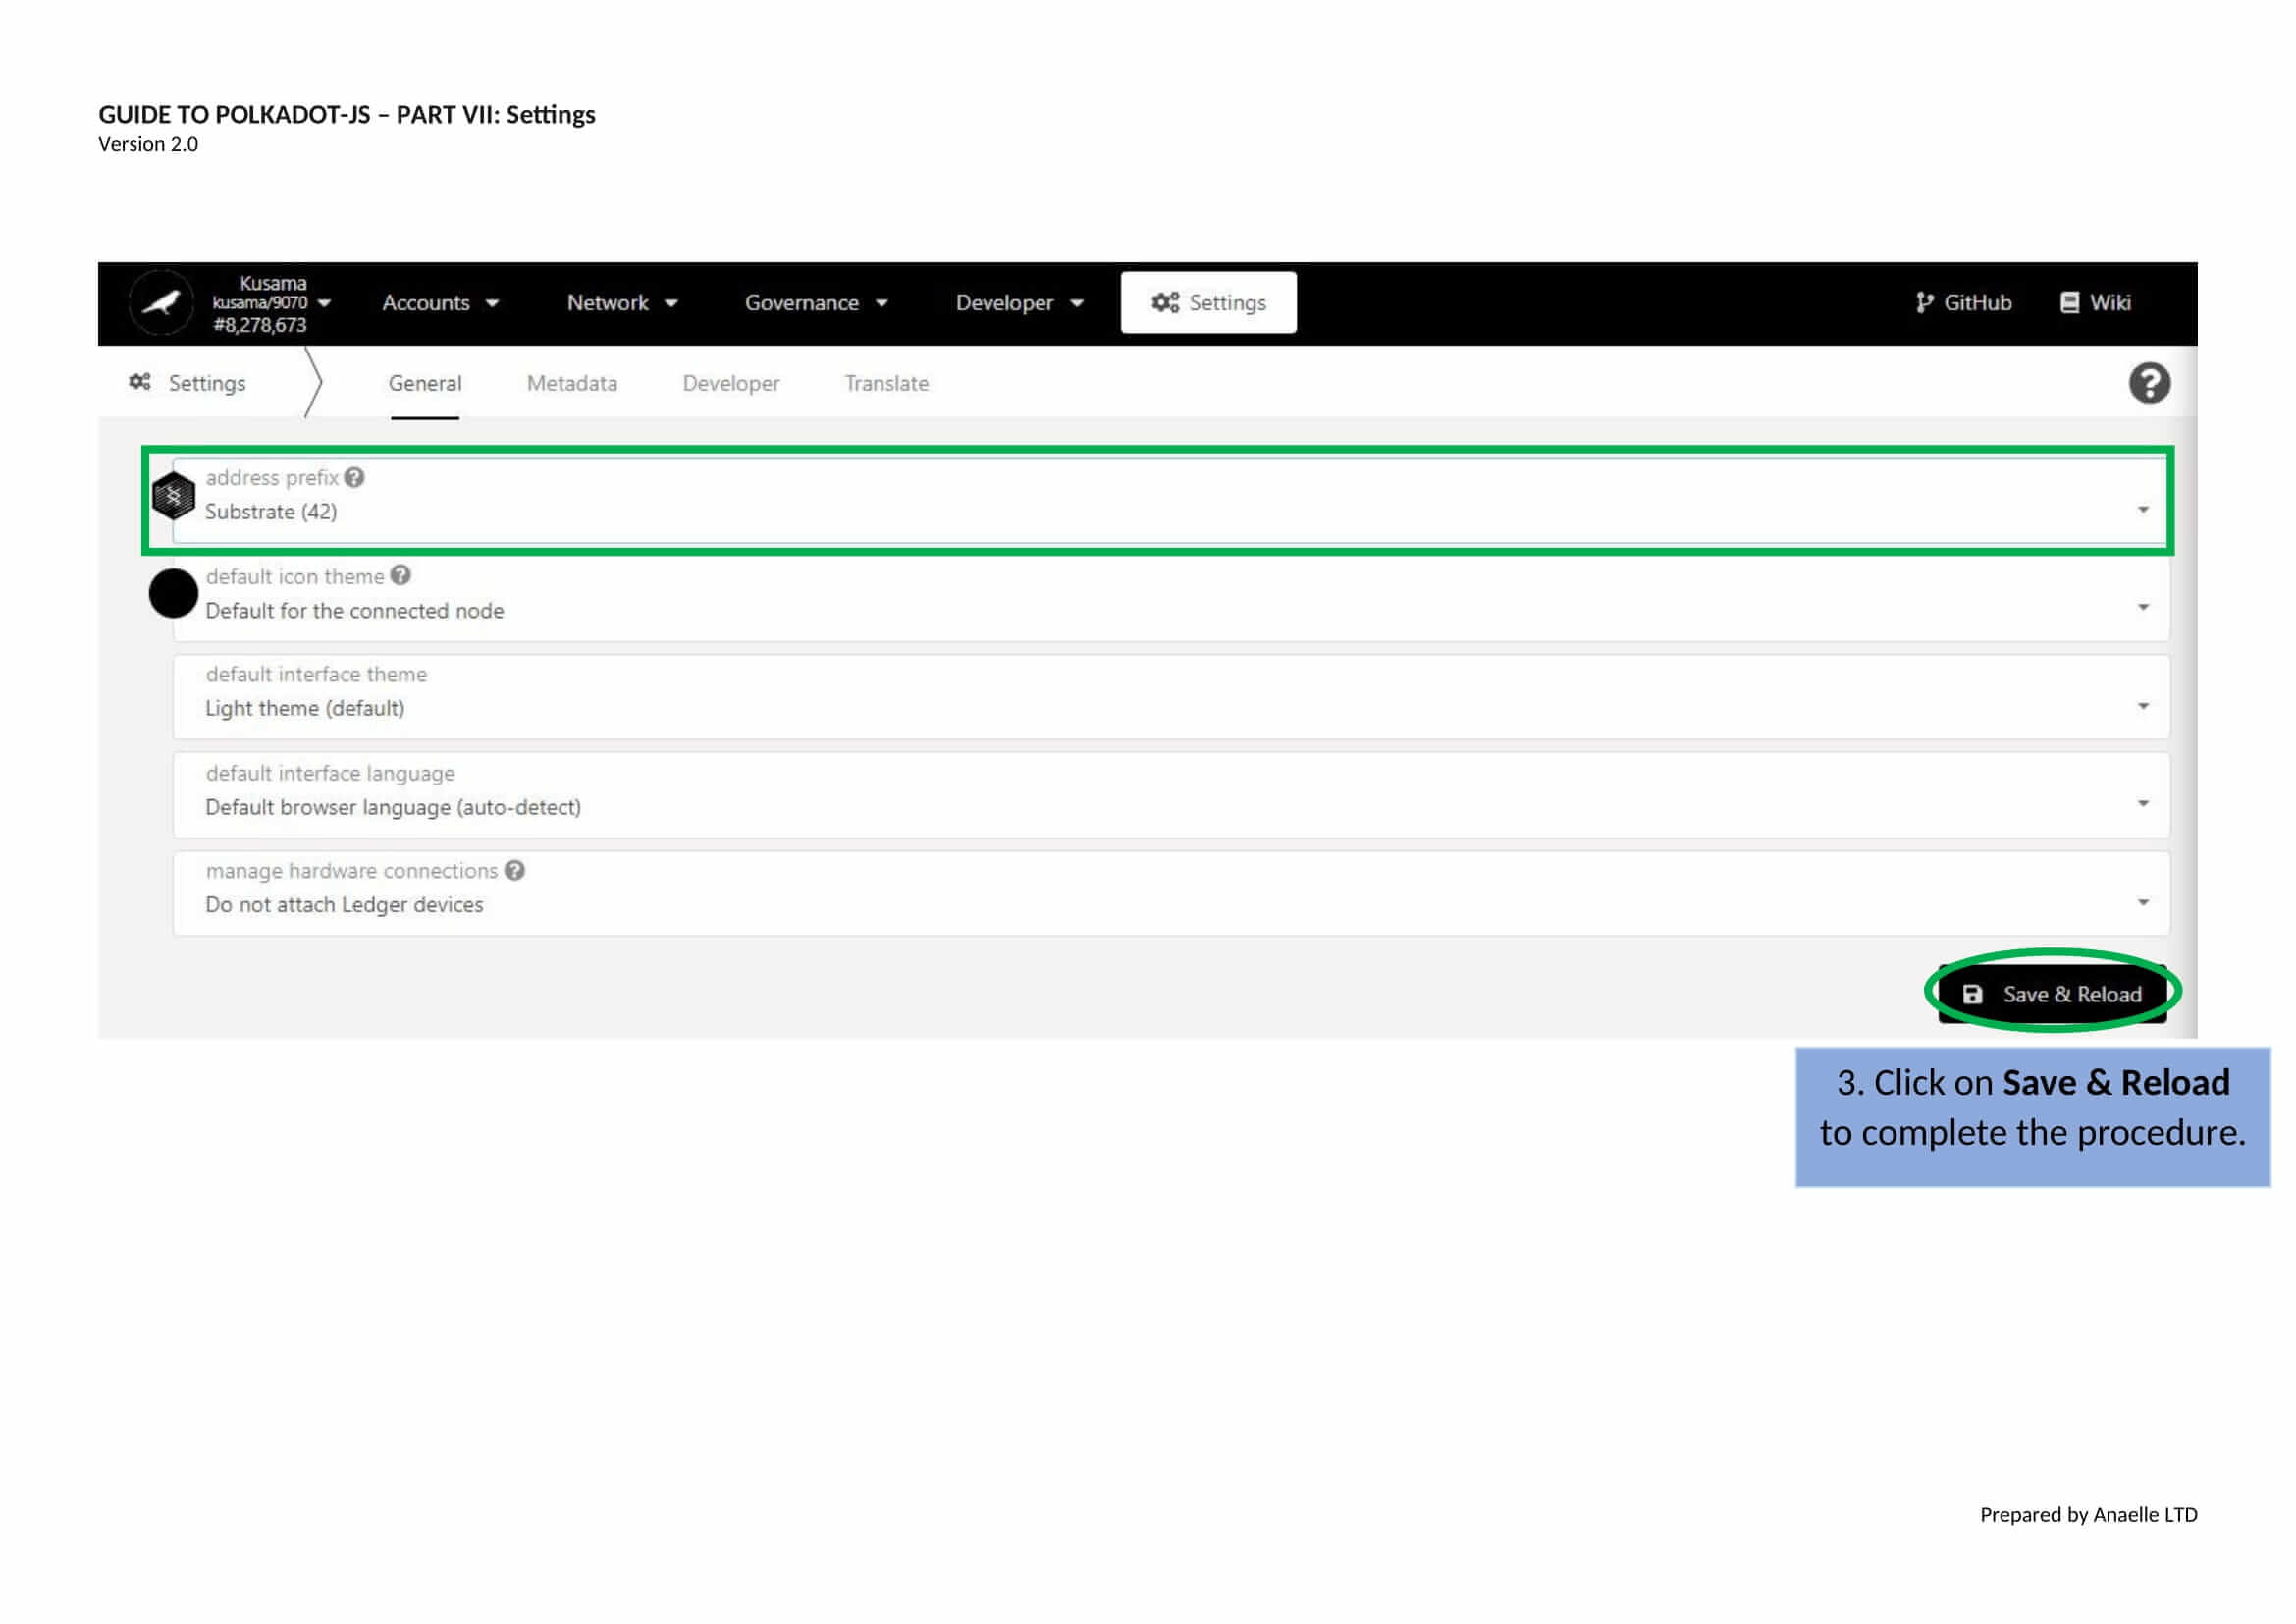 GUIDE TO POLKADOT-JS – PART VII: Settings
Version 2.0
Kusama
kusama/9070
#8,278,673
Accounts
Network
Governance
Developer
Settings
GitHub
Wiki
Settings
General
Metadata
Developer
Translate
address prefix
Substrate (42)
default icon theme
Default for the connected node
default interface theme
Light theme (default)
default interface language
Default browser language (auto-detect)
manage hardware connections
Do not attach Ledger devices
Save & Reload
3. Click on Save & Reload
to complete the procedure.
Prepared by Anaelle LTD